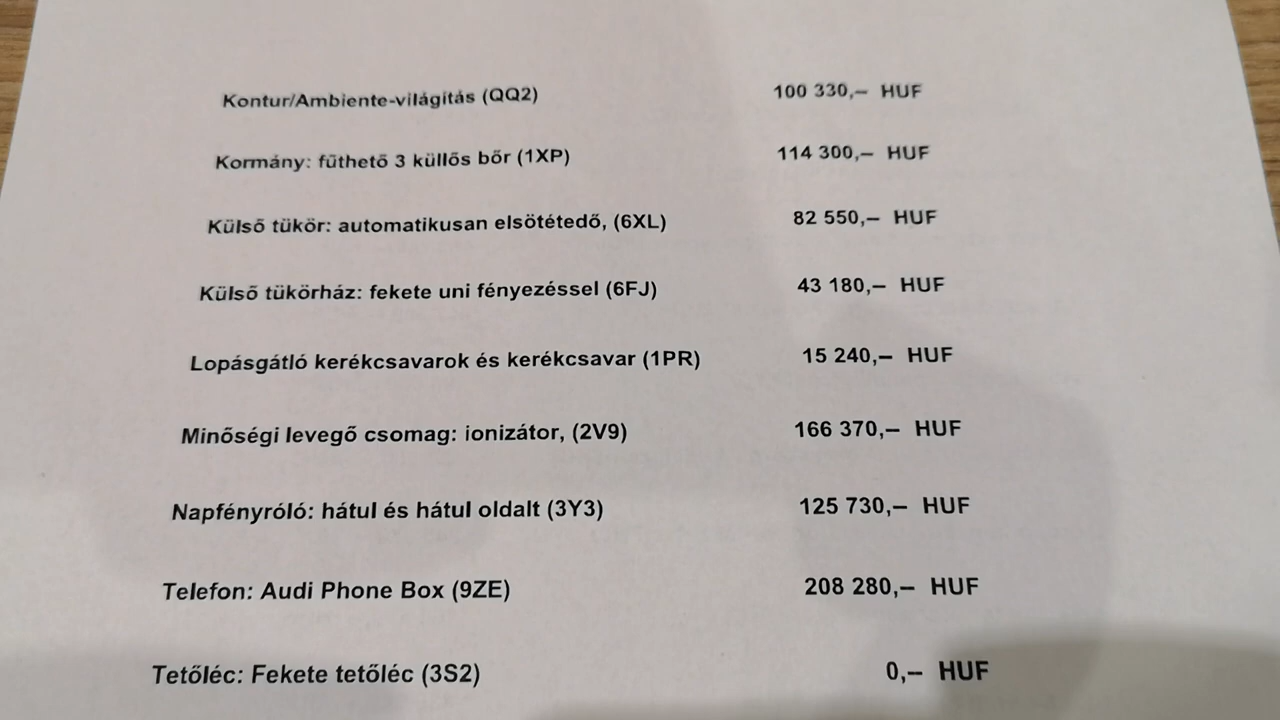 Kontur/Ambiente-világítás (QQ2) 100 330,– HUF
Kormány: fűthető 3 küllős bőr (1XP) 114 300,– HUF
Külső tükör: automatikusan elsötétedő, (6XL) 82 550,– HUF
Külső tükörház: fekete uni fényezéssel (6FJ) 43 180,– HUF
Lopásgátló kerékcsavarok és kerékcsavar (1PR) 15 240,– HUF
Minőségi levegő csomag: ionizátor, (2V9) 166 370,– HUF
Napfényróló: hátul és hátul oldalt (3Y3) 125 730,– HUF
Telefon: Audi Phone Box (9ZE) 208 280,– HUF
Tetőléc: Fekete tetőléc (3S2) 0,– HUF